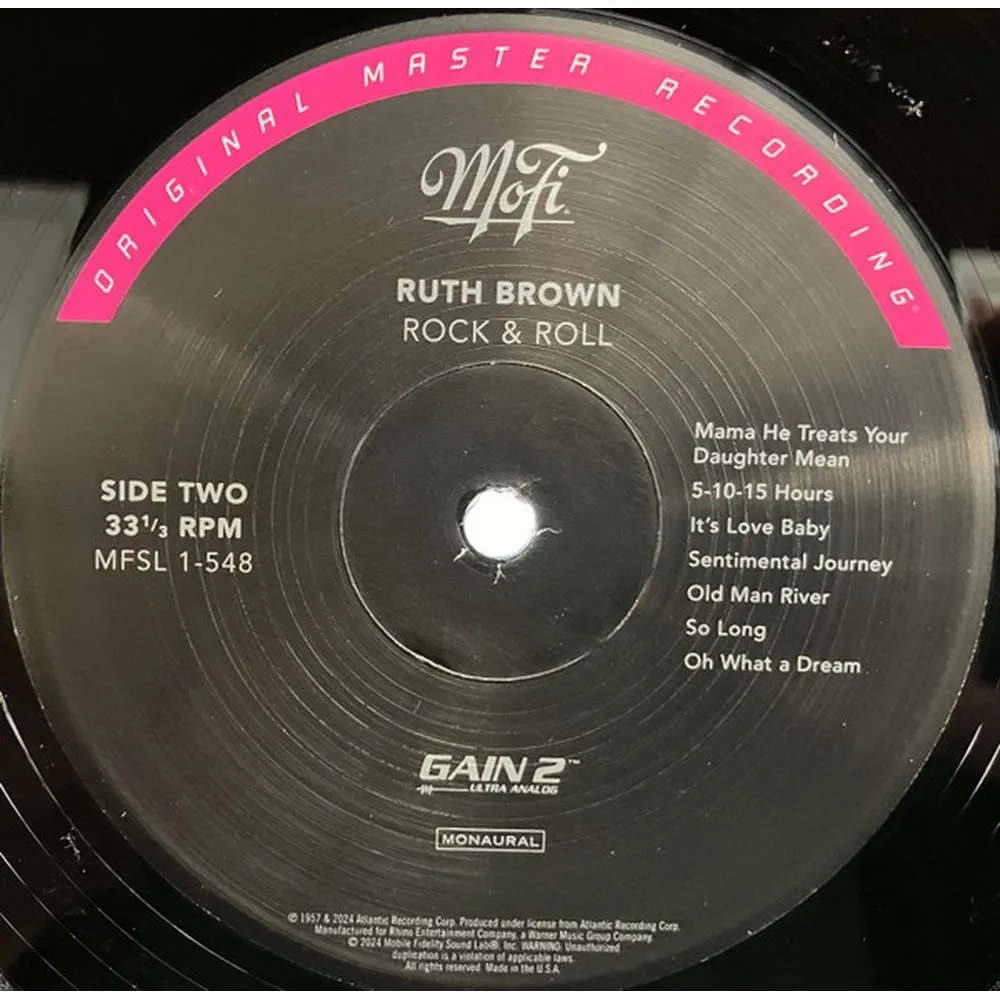 ORIGINAL MASTER RECORDING®
MoFi®
RUTH BROWN
ROCK & ROLL
SIDE TWO
33 1/3 RPM
MFSL 1-548
Mama He Treats Your
Daughter Mean
5-10-15 Hours
It's Love Baby
Sentimental Journey
Old Man River
So Long
Oh What a Dream
GAIN 2™
ULTRA ANALOG
MONAURAL
℗ 1957 & 2024 Atlantic Recording Corp. Produced under license from Atlantic Recording Corp.
Manufactured for Rhino Entertainment Company, a Warner Music Group Company.
© 2024 Mobile Fidelity Sound Lab®, Inc. WARNING: Unauthorized
duplication is a violation of applicable laws.
All rights reserved. Made in the U.S.A.